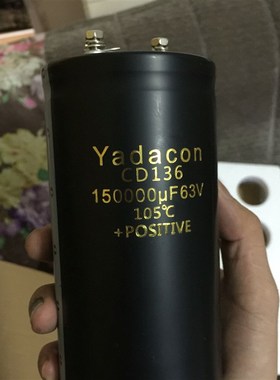 Yadacon
CD136
150000μF63V
105℃
+POSITIVE